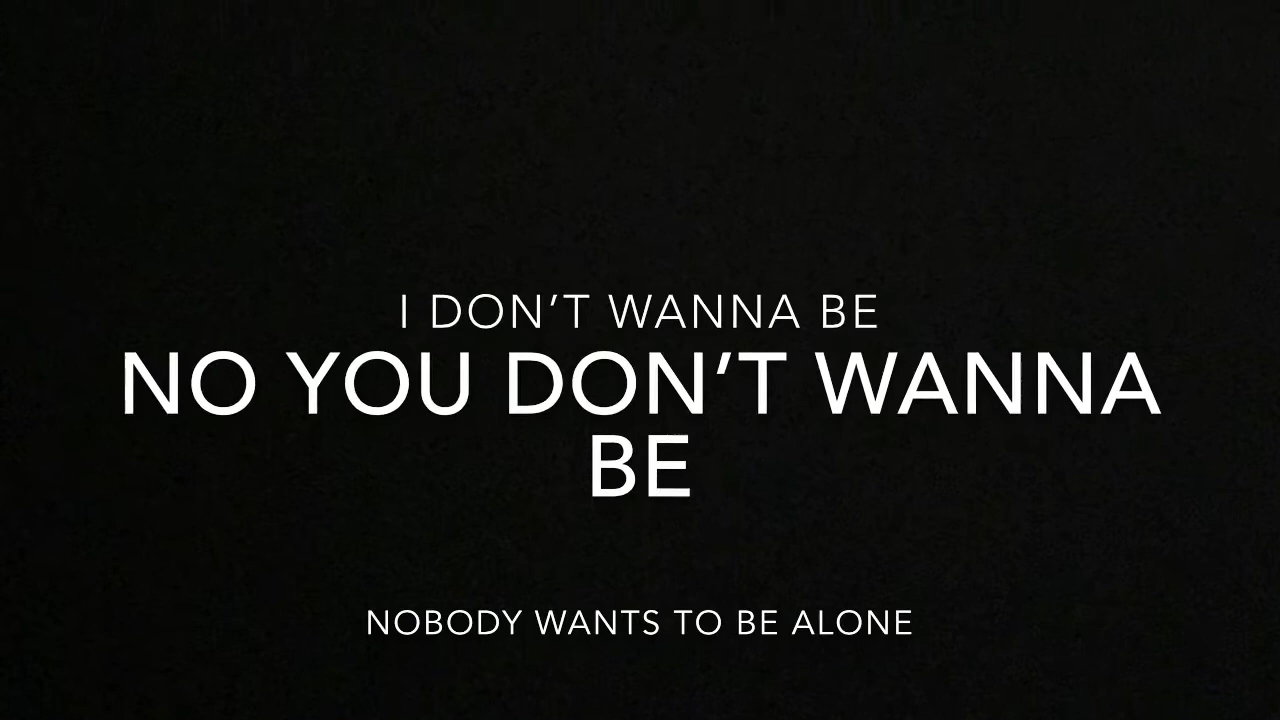 I DON’T WANNA BE
NO YOU DON’T WANNA
BE
NOBODY WANTS TO BE ALONE